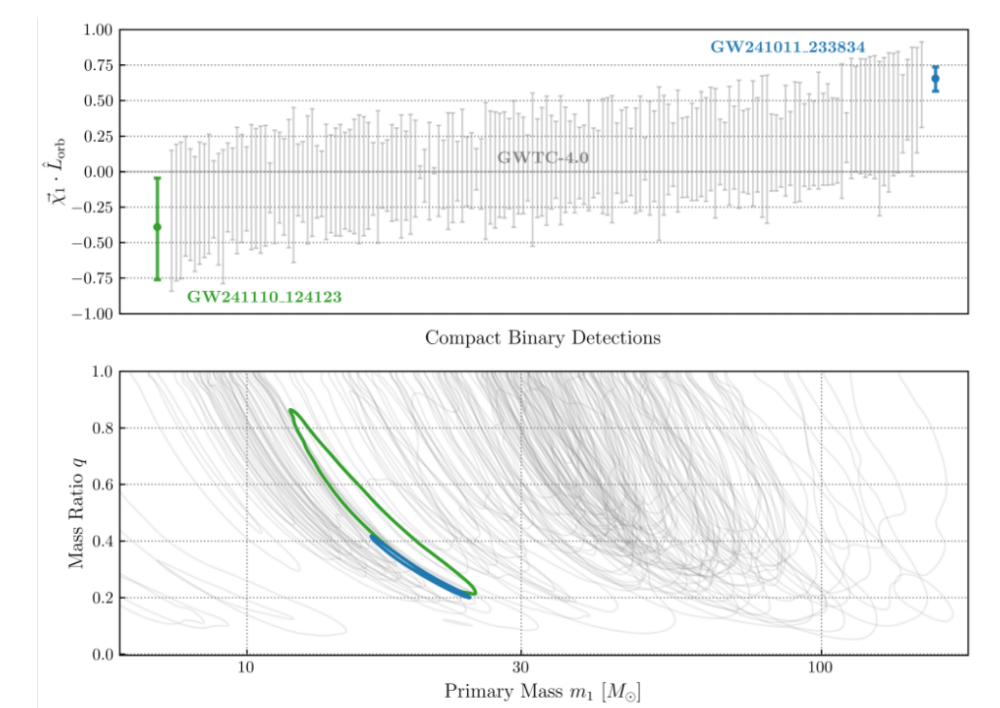 1.00
GW241011_233834
0.75
0.50
0.25
GWTC-4.0
0.00
−0.25
−0.50
−0.75
GW241110_124123
−1.00
χ⃗₁ · L̂orb
Compact Binary Detections
1.0
0.8
0.6
0.4
0.2
0.0
Mass Ratio q
10 30 100
Primary Mass m₁ [M⊙]